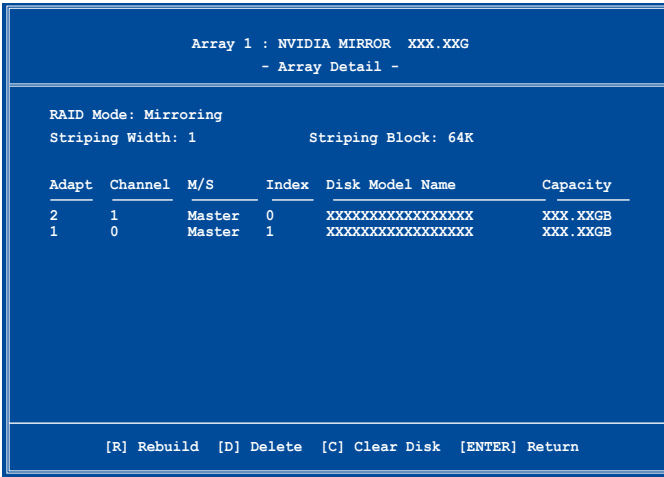 Array 1 : NVIDIA MIRROR XXX.XXG
- Array Detail -
RAID Mode: Mirroring
Striping Width: 1 Striping Block: 64K
Adapt Channel M/S Index Disk Model Name Capacity
2 1 Master 0 XXXXXXXXXXXXXXXXX XXX.XXGB
1 0 Master 1 XXXXXXXXXXXXXXXXX XXX.XXGB
[R] Rebuild [D] Delete [C] Clear Disk [ENTER] Return